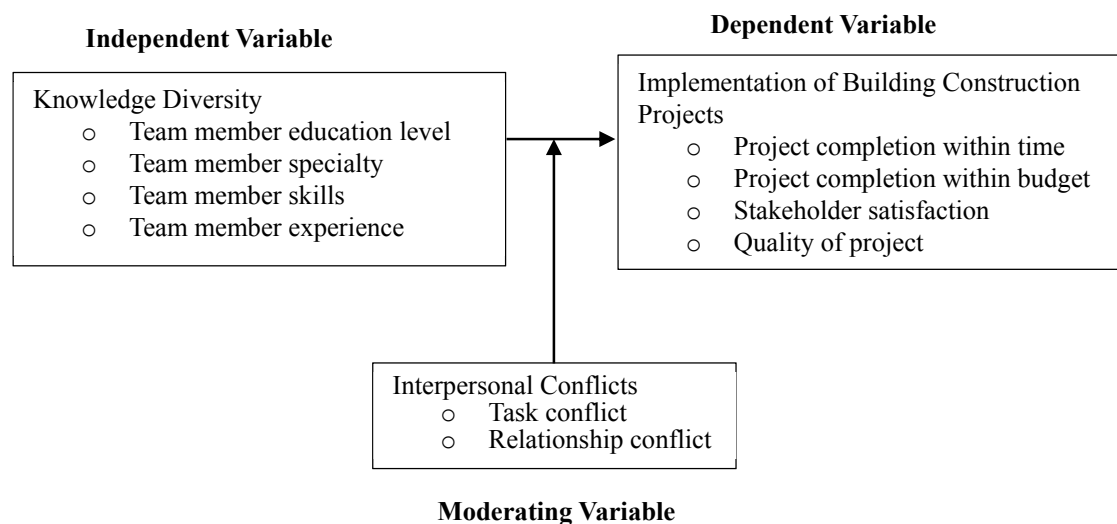 Independent Variable
Knowledge Diversity
o Team member education level
o Team member specialty
o Team member skills
o Team member experience
Dependent Variable
Implementation of Building Construction
Projects
o Project completion within time
o Project completion within budget
o Stakeholder satisfaction
o Quality of project
Interpersonal Conflicts
o Task conflict
o Relationship conflict
Moderating Variable